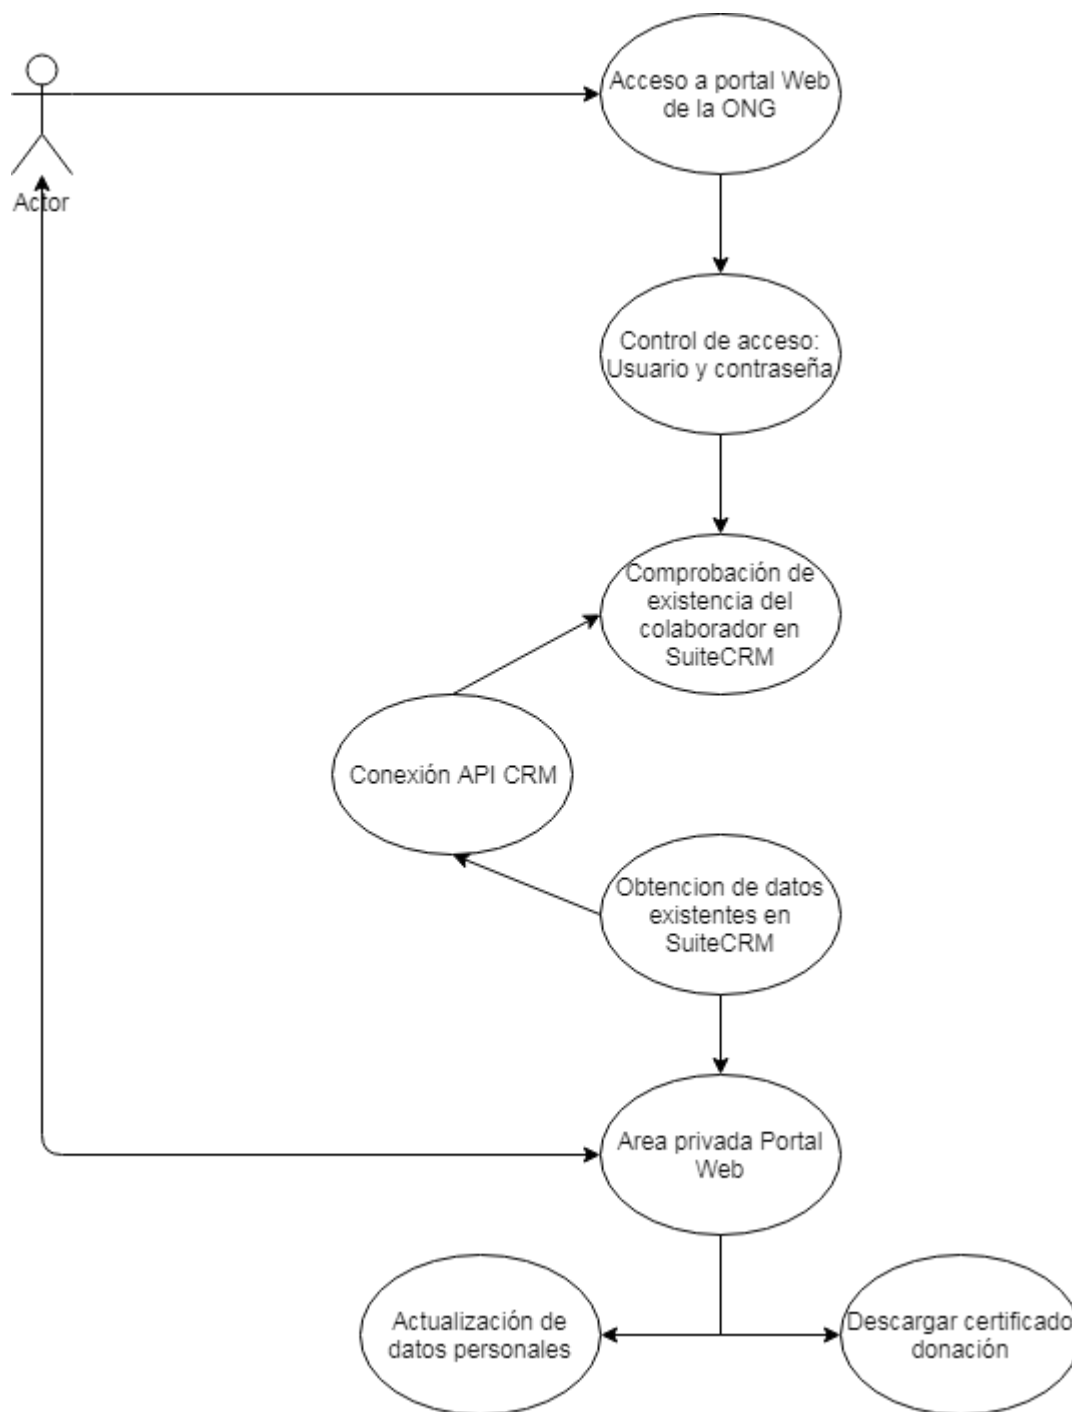 Acceso a portal Web
de la ONG
Actor
Control de acceso:
Usuario y contraseña
Comprobación de
existencia del
colaborador en
SuiteCRM
Conexión API CRM
Obtencion de datos
existentes en
SuiteCRM
Area privada Portal
Web
Actualización de
datos personales
Descargar certificado
donación